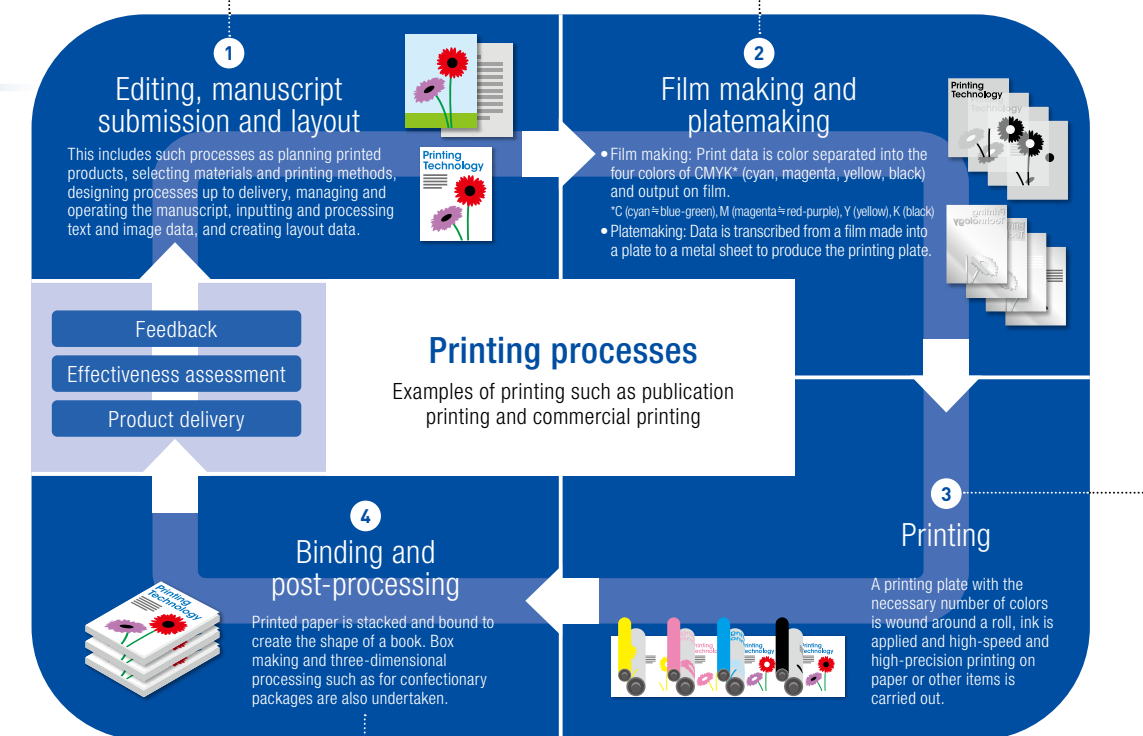 1
Editing, manuscript
submission and layout
This includes such processes as planning printed
products, selecting materials and printing methods,
designing processes up to delivery, managing and
operating the manuscript, inputting and processing
text and image data, and creating layout data.
Printing
Technology
2
Film making and
platemaking
• Film making: Print data is color separated into the
four colors of CMYK* (cyan, magenta, yellow, black)
and output on film.
*C (cyan≒blue-green), M (magenta≒red-purple), Y (yellow), K (black)
• Platemaking: Data is transcribed from a film made into
a plate to a metal sheet to produce the printing plate.
Printing
Technology
Technology
Printing
Technology
Feedback
Effectiveness assessment
Product delivery
Printing processes
Examples of printing such as publication
printing and commercial printing
3
Printing
A printing plate with the
necessary number of colors
is wound around a roll, ink is
applied and high-speed and
high-precision printing on
paper or other items is
carried out.
4
Binding and
post-processing
Printed paper is stacked and bound to
create the shape of a book. Box
making and three-dimensional
processing such as for confectionary
packages are also undertaken.
Printing
Technology